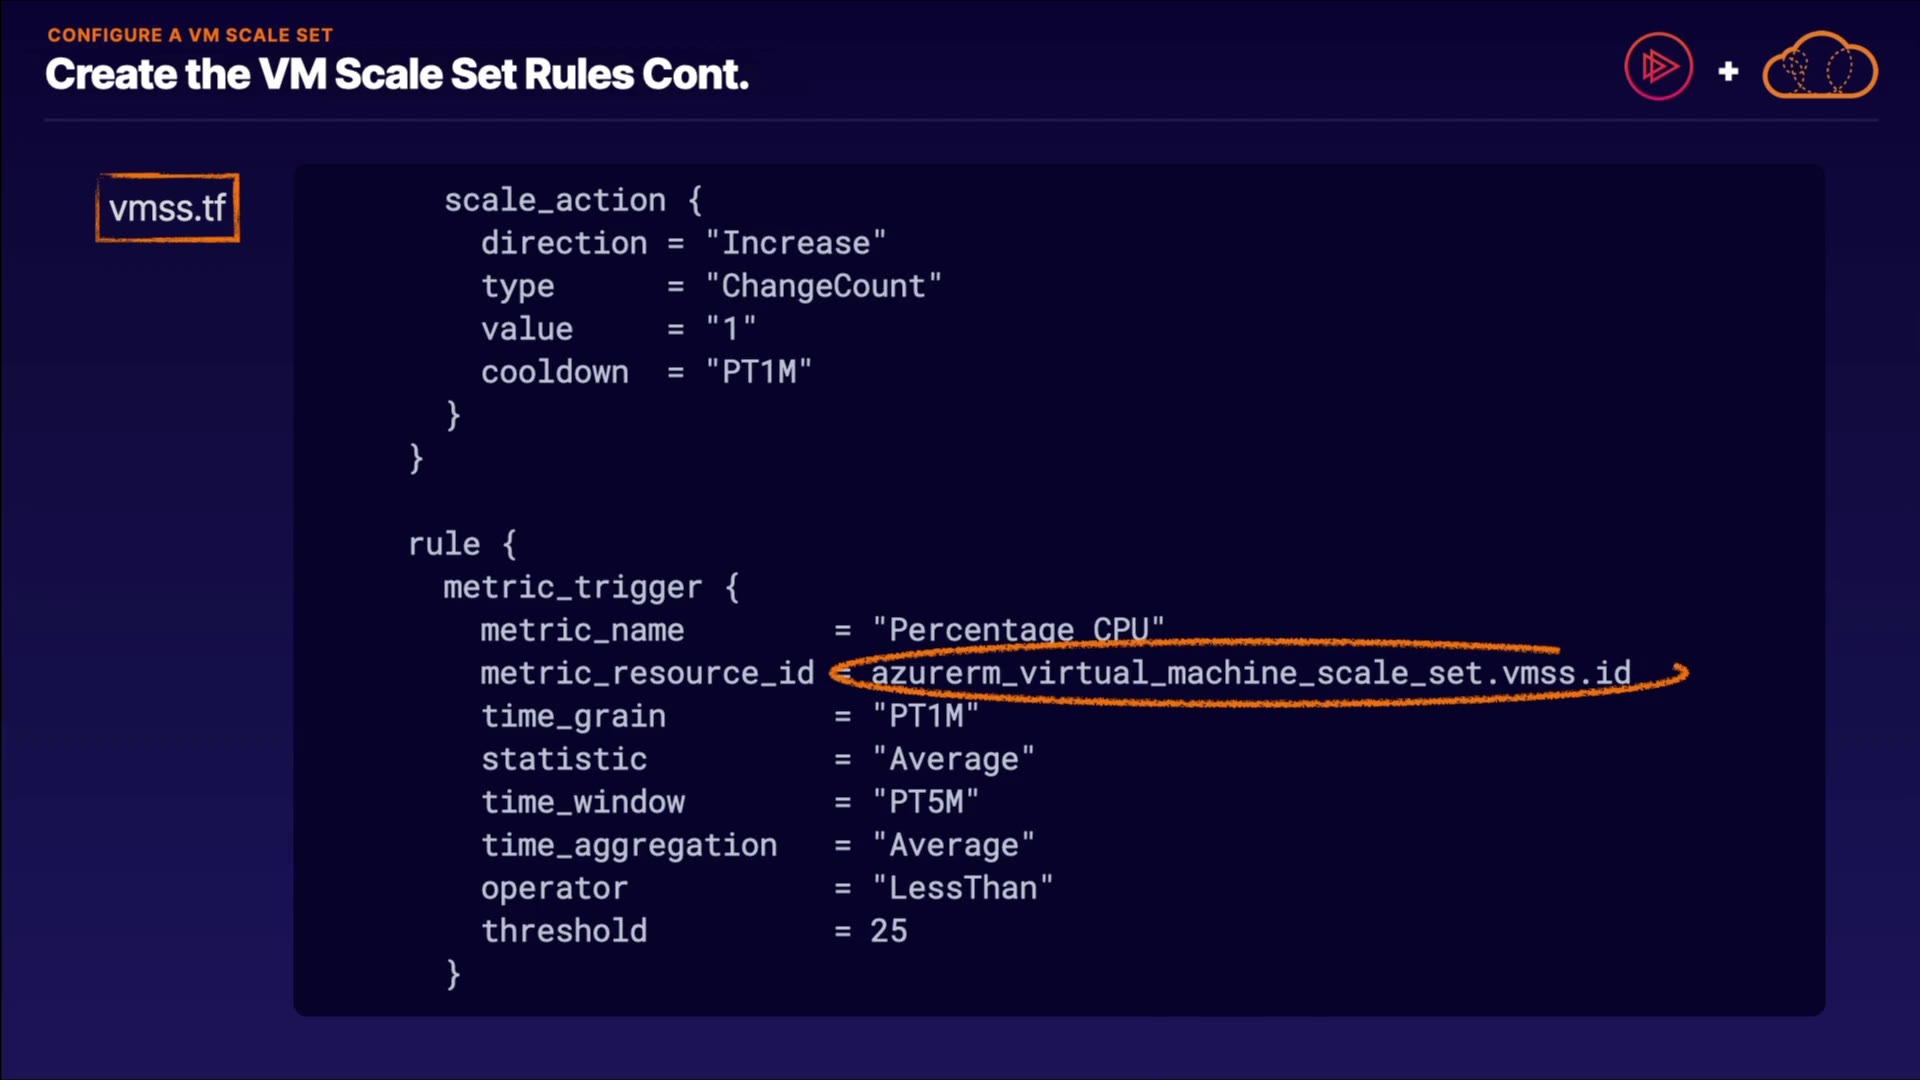 CONFIGURE A VM SCALE SET
Create the VM Scale Set Rules Cont.
vmss.tf
scale_action {
direction = "Increase"
type = "ChangeCount"
value = "1"
cooldown = "PT1M"
}
}
rule {
metric_trigger {
metric_name = "Percentage CPU"
metric_resource_id = azurerm_virtual_machine_scale_set.vmss.id
time_grain = "PT1M"
statistic = "Average"
time_window = "PT5M"
time_aggregation = "Average"
operator = "LessThan"
threshold = 25
}